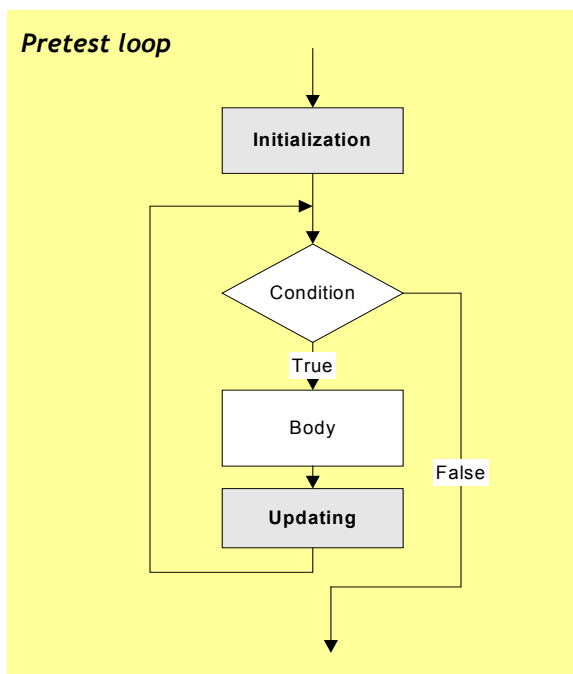 Pretest loop
Initialization
Condition
True
Body
False
Updating